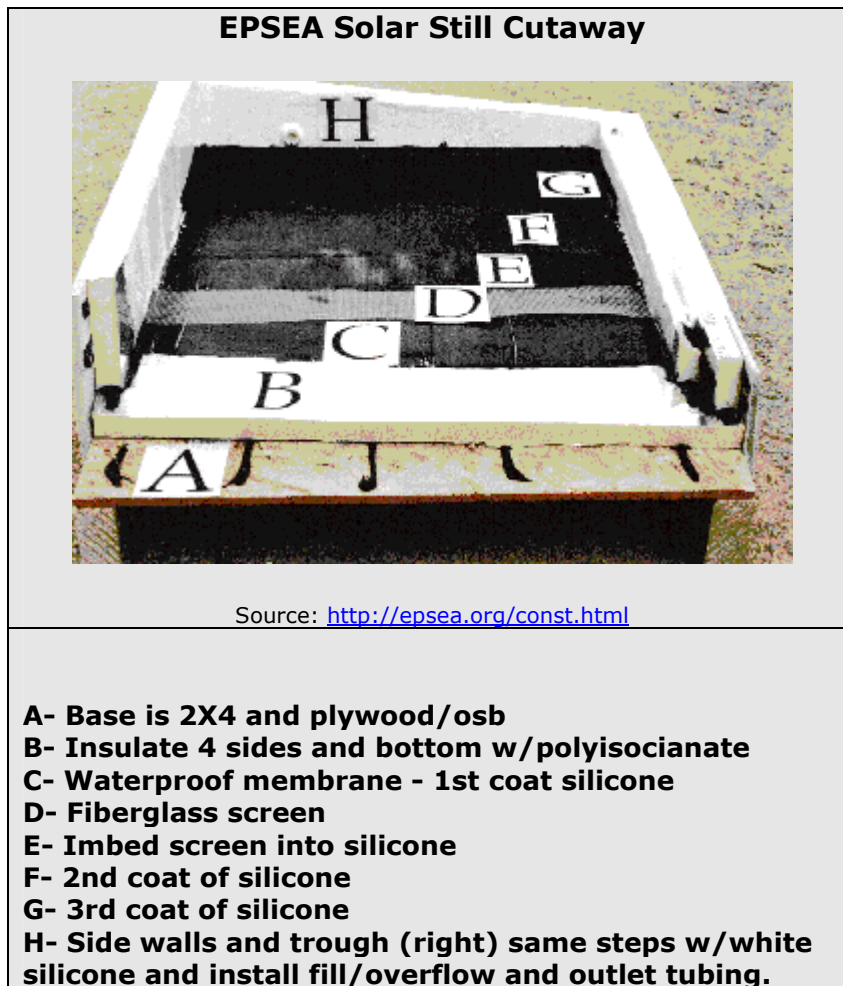 EPSEA Solar Still Cutaway
H
G
F
E
D
C
B
A
Source: http://epsea.org/const.html
A- Base is 2X4 and plywood/osb
B- Insulate 4 sides and bottom w/polyisocianate
C- Waterproof membrane - 1st coat silicone
D- Fiberglass screen
E- Imbed screen into silicone
F- 2nd coat of silicone
G- 3rd coat of silicone
H- Side walls and trough (right) same steps w/white
silicone and install fill/overflow and outlet tubing.